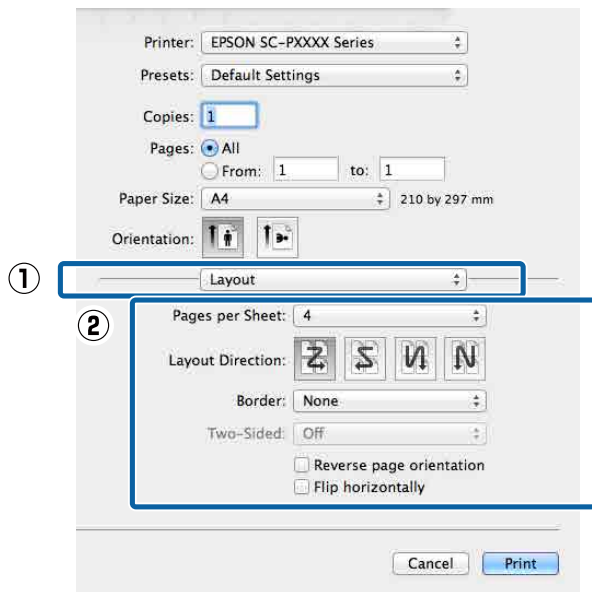 Printer: EPSON SC-PXXXX Series
Presets: Default Settings
Copies: 1
Pages: All
From: 1 to: 1
Paper Size: A4 210 by 297 mm
Orientation:
① Layout
②
Pages per Sheet: 4
Layout Direction:
Border: None
Two-Sided: Off
Reverse page orientation
Flip horizontally
Cancel Print